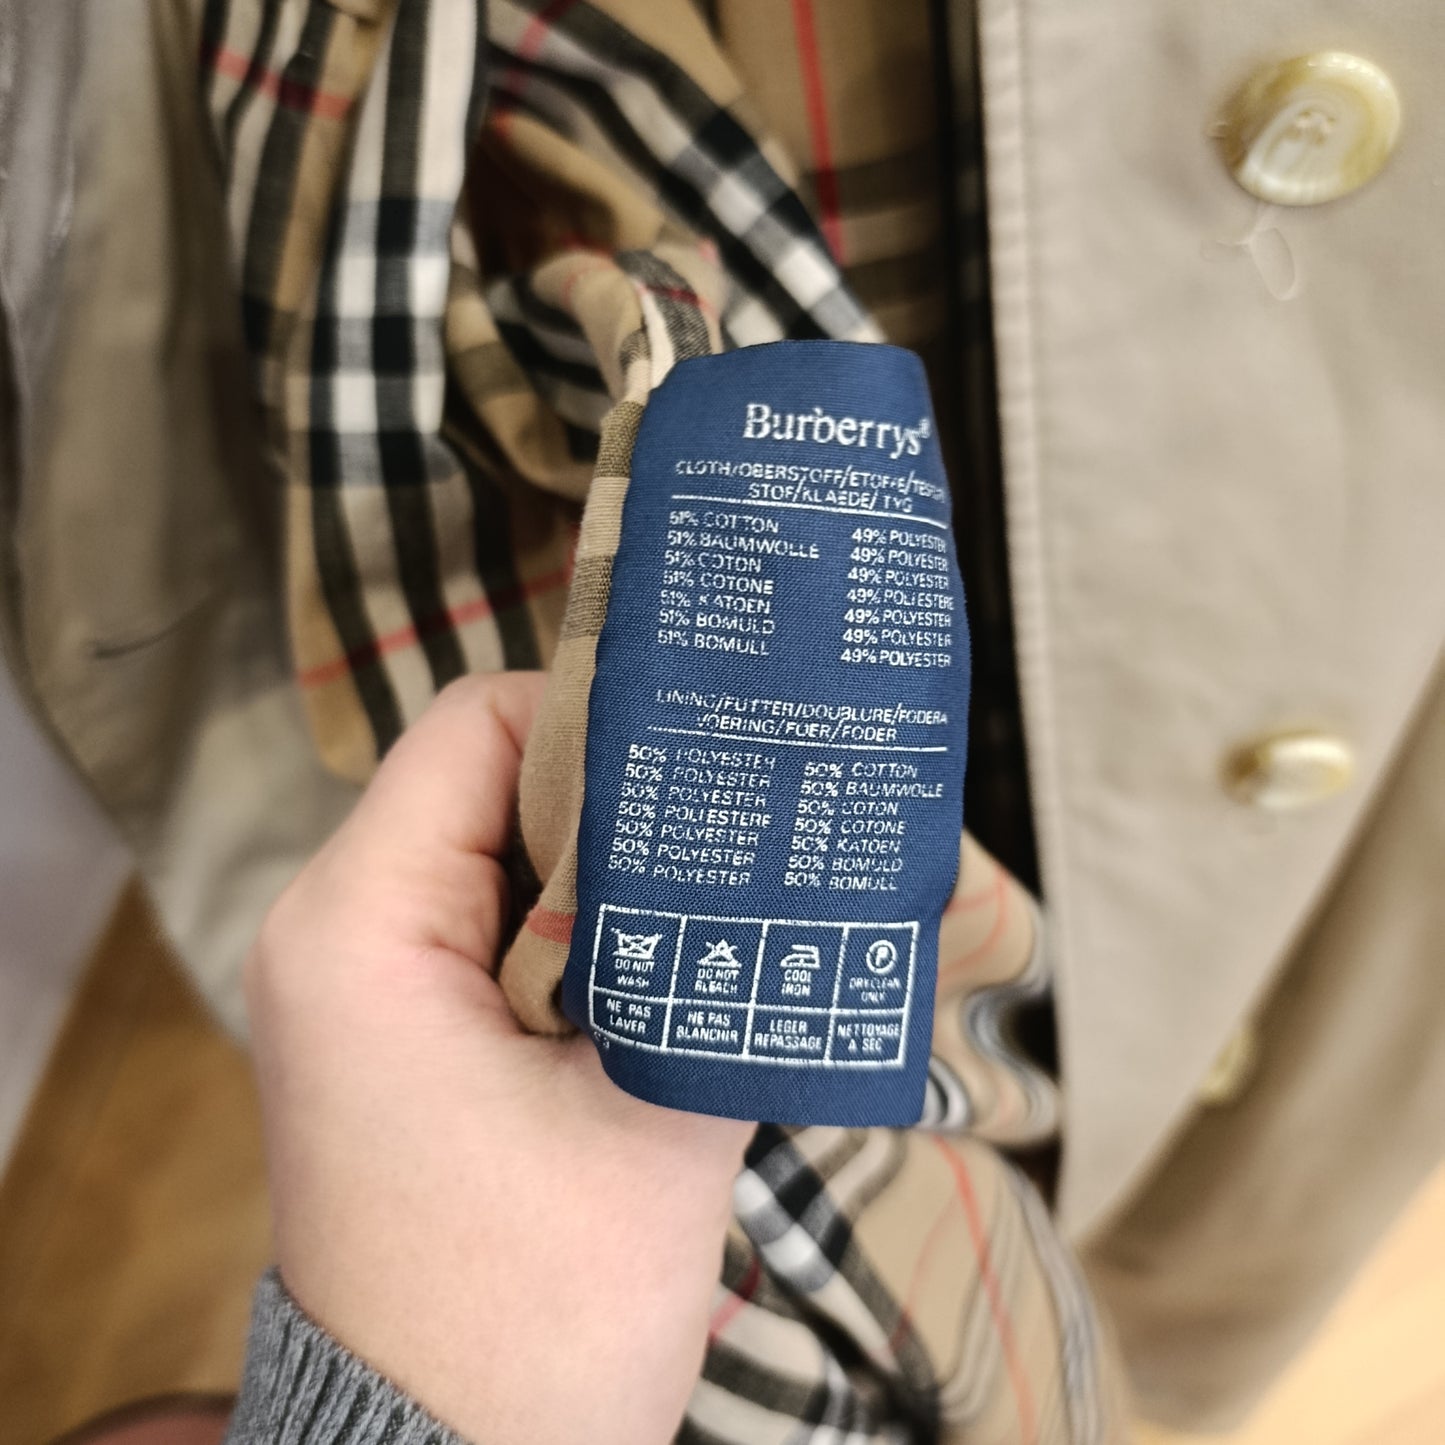 Burberrys®
CLOTH/OBERSTOFF/ETOFFE/
STOF/KLAEDE/TYG
51% COTTON 49% POLYESTER
51% BAUMWOLLE 49% POLYESTER
51% COTON 49% POLYESTER
51% COTONE 49% POLIESTERE
51% KATOEN 49% POLYESTER
51% BOMULD 49% POLYESTER
51% BOMULL 49% POLYESTER
LINING/FUTTER/DOUBLURE/FODERA
VOERING/FOER/FODER
50% POLYESTER 50% COTTON
50% POLYESTER 50% BAUMWOLLE
50% POLYESTER 50% COTON
50% POLIESTERE 50% COTONE
50% POLYESTER 50% KATOEN
50% POLYESTER 50% BOMULD
50% POLYESTER 50% BOMULL
DO NOT
WASH
DO NOT
BLEACH
COOL
IRON
P
DRYCLEAN
ONLY
NE PAS
LAVER
NE PAS
BLANCHIR
LEGER
REPASSAGE
NETTOYAGE
A SEC